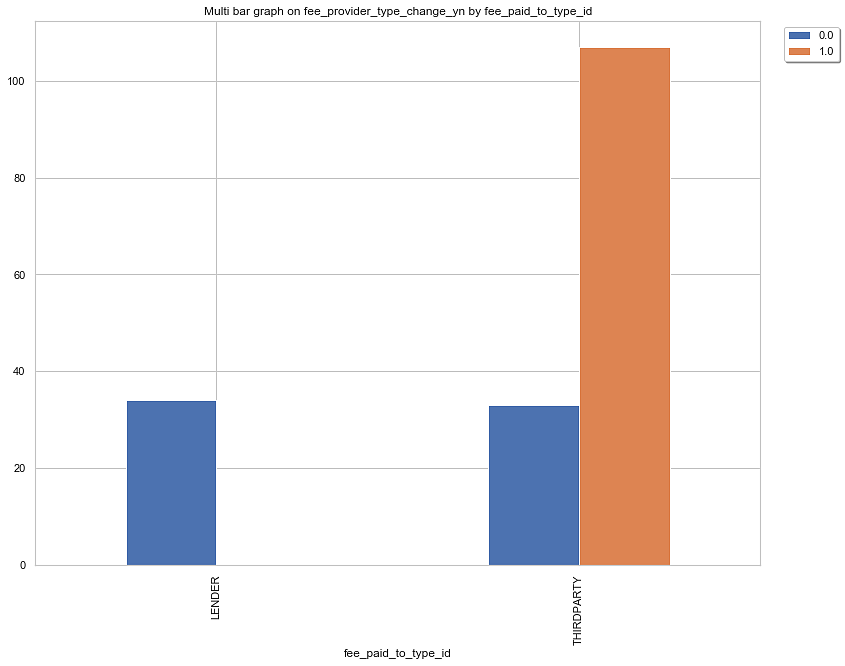 Multi bar graph on fee_provider_type_change_yn by fee_paid_to_type_id
0.0
1.0
100
80
60
40
20
0
LENDER
THIRDPARTY
fee_paid_to_type_id